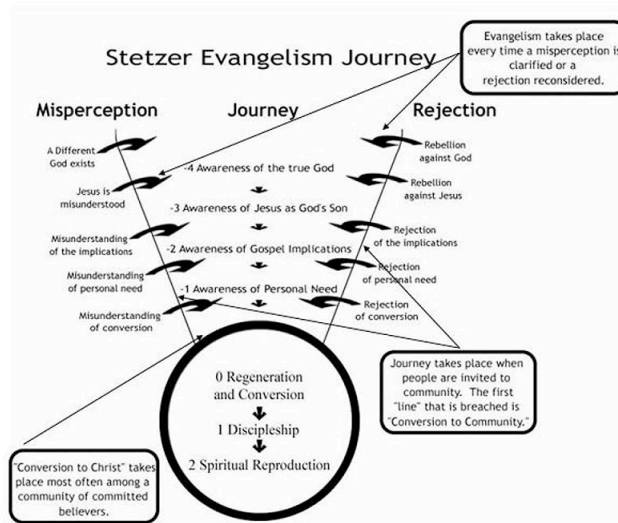 Stetzer Evangelism Journey
Evangelism takes place
every time a misperception is
clarified or a
rejection reconsidered.
Misperception
Journey
Rejection
A Different
God exists
Jesus is
misunderstood
Misunderstanding
of the implications
Misunderstanding
of personal need
Misunderstanding
of conversion
-4 Awareness of the true God
-3 Awareness of Jesus as God's Son
-2 Awareness of Gospel Implications
-1 Awareness of Personal Need
Rebellion
against God
Rebellion
against Jesus
Rejection
of the implications
Rejection
of personal need
Rejection
of conversion
0 Regeneration
and Conversion
1 Discipleship
2 Spiritual Reproduction
Journey takes place when
people are invited to
community. The first
"line" that is breached is
"Conversion to Community."
"Conversion to Christ" takes
place most often among a
community of committed
believers.